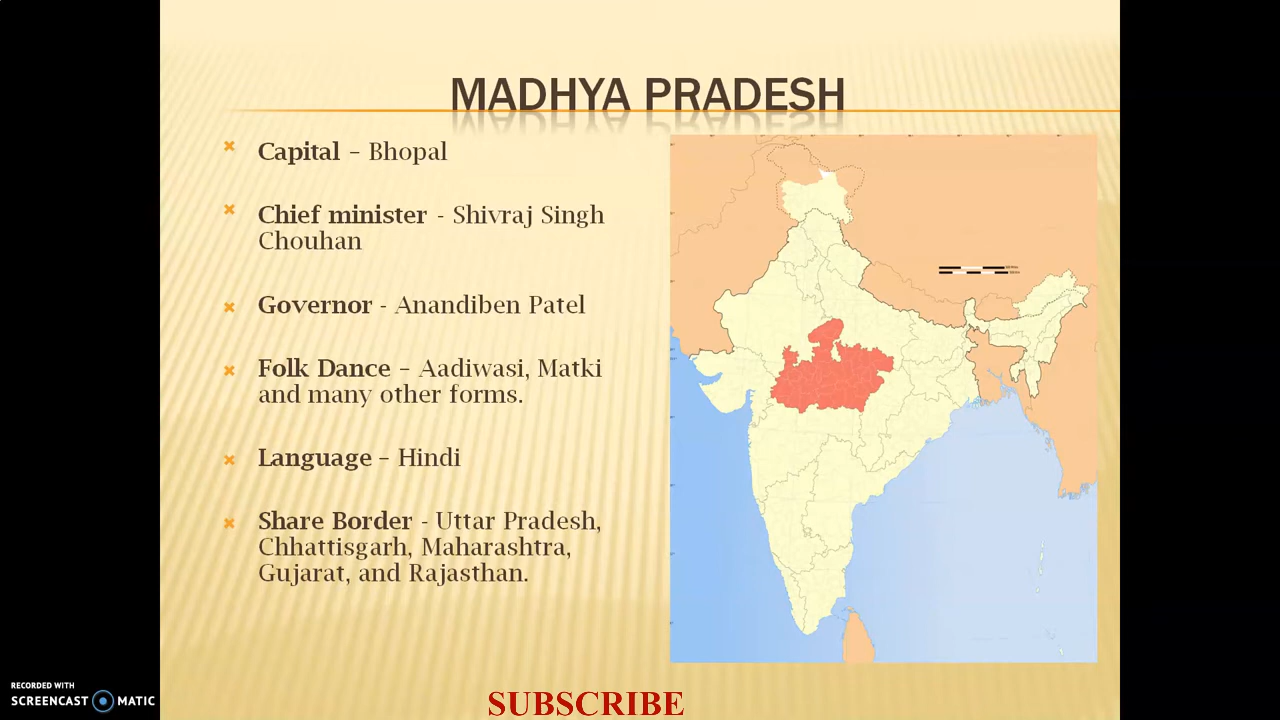 MADHYA PRADESH
Capital – Bhopal
Chief minister - Shivraj Singh
Chouhan
Governor - Anandiben Patel
Folk Dance – Aadiwasi, Matki
and many other forms.
Language – Hindi
Share Border - Uttar Pradesh,
Chhattisgarh, Maharashtra,
Gujarat, and Rajasthan.
RECORDED WITH
SCREENCAST MATIC
SUBSCRIBE